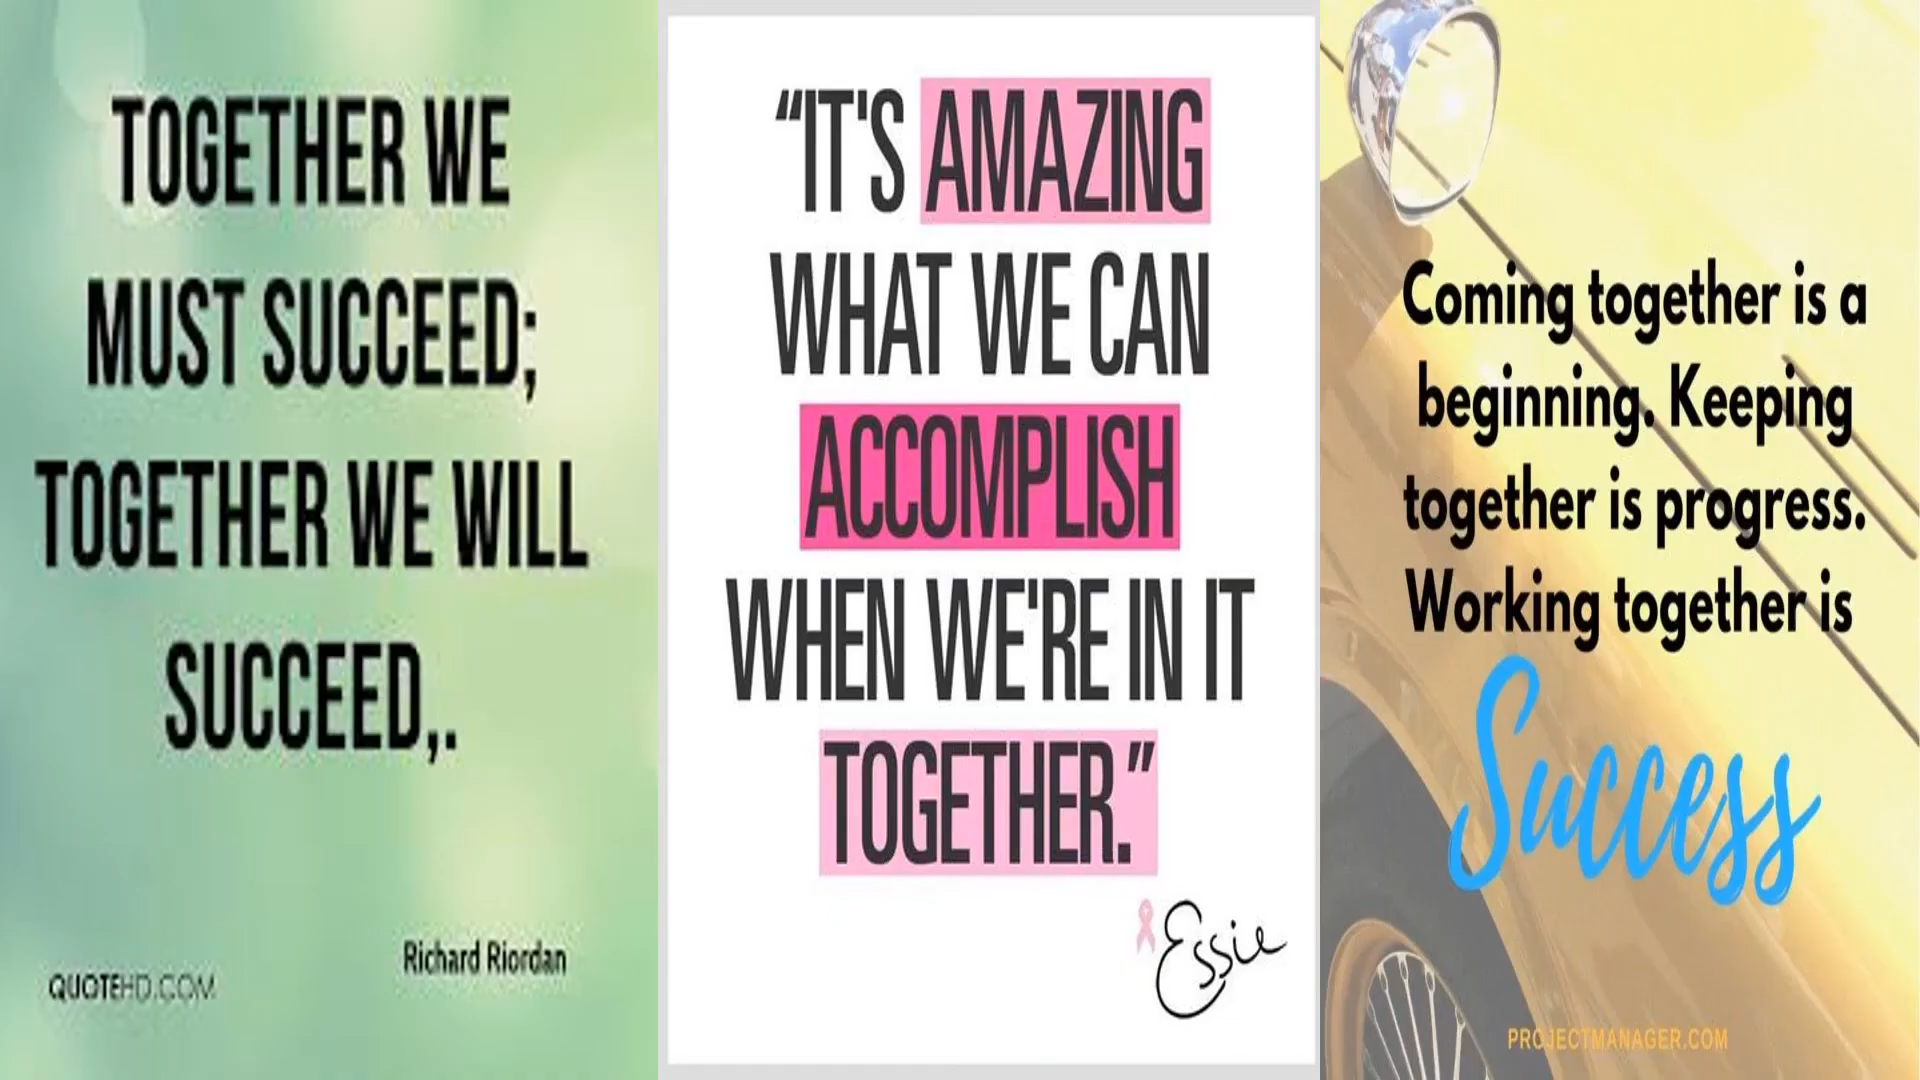 TOGETHER WE
MUST SUCCEED;
TOGETHER WE WILL
SUCCEED,.
Richard Riordan
QUOTEHD.COM
“IT'S AMAZING
WHAT WE CAN
ACCOMPLISH
WHEN WE'RE IN IT
TOGETHER.”
Essie
Coming together is a
beginning. Keeping
together is progress.
Working together is
Success
PROJECTMANAGER.COM